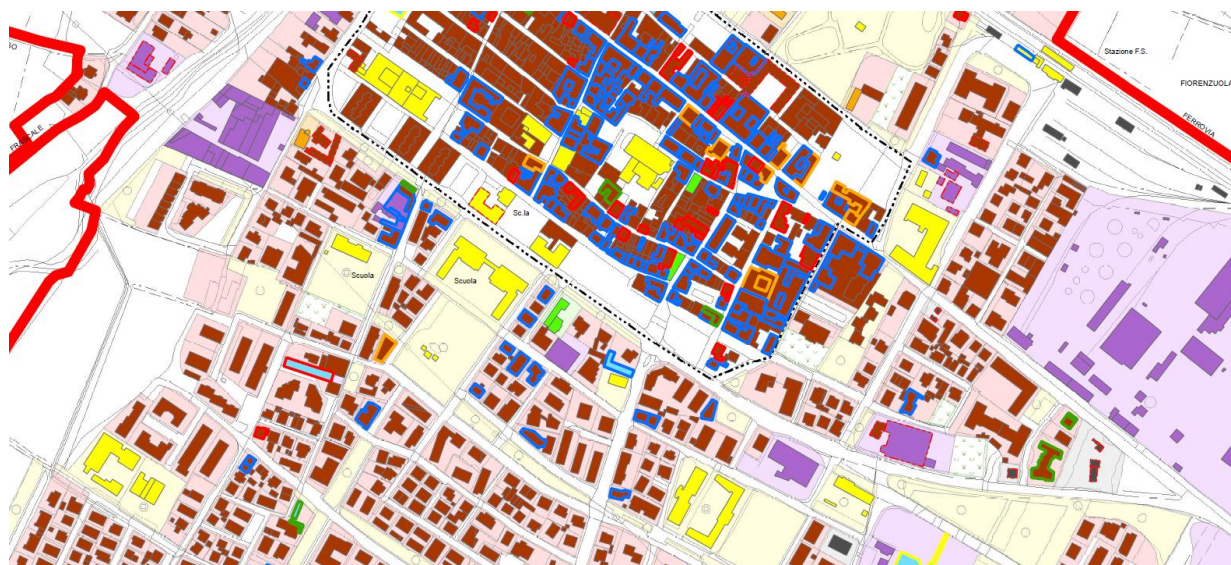 Stazione F.S.
FIORENZUOLA
FERROVIA
Sc.la
Scuola
Scuola